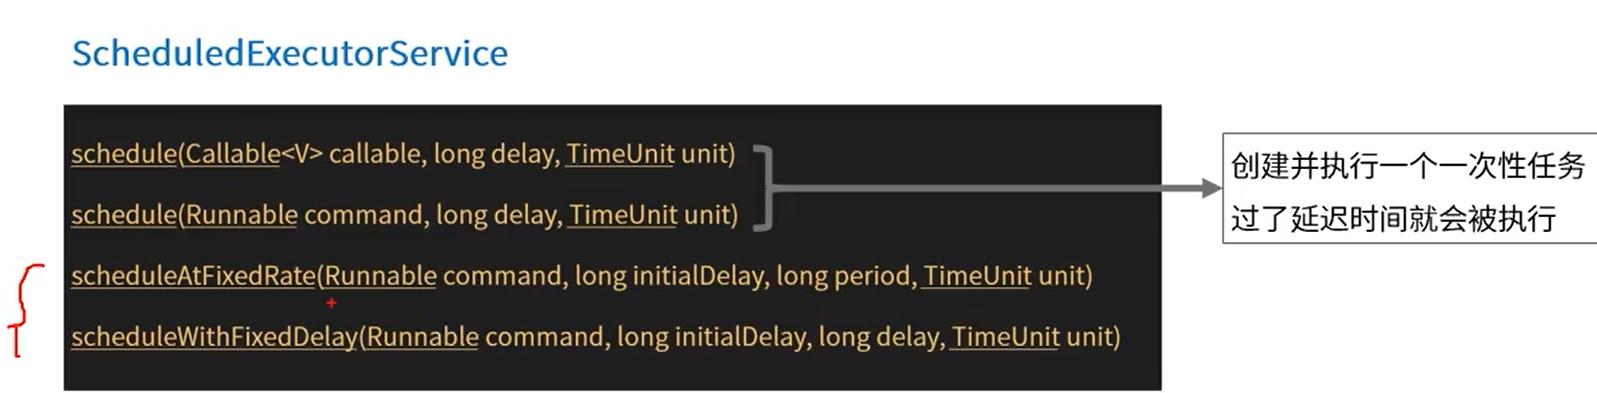 ScheduledExecutorService
schedule(Callable<V> callable, long delay, TimeUnit unit)
schedule(Runnable command, long delay, TimeUnit unit)
创建并执行一个一次性任务
过了延迟时间就会被执行
scheduleAtFixedRate(Runnable command, long initialDelay, long period, TimeUnit unit)
scheduleWithFixedDelay(Runnable command, long initialDelay, long delay, TimeUnit unit)